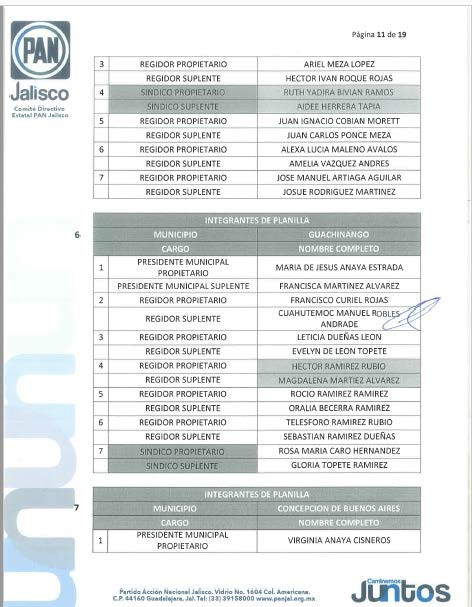 Página 11 de 19
PAN
Jalisco
Comité Directivo
Estatal PAN Jalisco
3 REGIDOR PROPIETARIO ARIEL MEZA LOPEZ
REGIDOR SUPLENTE HECTOR IVAN ROQUE ROJAS
4 SINDICO PROPIETARIO RUTH YADIRA BIVIAN RAMOS
SINDICO SUPLENTE AIDEE HERRERA TAPIA
5 REGIDOR PROPIETARIO JUAN IGNACIO COBIAN MORETT
REGIDOR SUPLENTE JUAN CARLOS PONCE MEZA
6 REGIDOR PROPIETARIO ALEXA LUCIA MALENO AVALOS
REGIDOR SUPLENTE AMELIA VAZQUEZ ANDRES
7 REGIDOR PROPIETARIO JOSE MANUEL ARTIAGA AGUILAR
REGIDOR SUPLENTE JOSUE RODRIGUEZ MARTINEZ
6
INTEGRANTES DE PLANILLA
MUNICIPIO GUACHINANGO
CARGO NOMBRE COMPLETO
1 PRESIDENTE MUNICIPAL PROPIETARIO MARIA DE JESUS ANAYA ESTRADA
PRESIDENTE MUNICIPAL SUPLENTE FRANCISCA MARTINEZ ALVAREZ
2 REGIDOR PROPIETARIO FRANCISCO CURIEL ROJAS
REGIDOR SUPLENTE CUAUHTEMOC MANUEL ROBLES ANDRADE
3 REGIDOR PROPIETARIO LETICIA DUEÑAS LEON
REGIDOR SUPLENTE EVELYN DE LEON TOPETE
4 REGIDOR PROPIETARIO HECTOR RAMIREZ RUBIO
REGIDOR SUPLENTE MAGDALENA MARTIEZ ALVAREZ
5 REGIDOR PROPIETARIO ROCIO RAMIREZ RAMIREZ
REGIDOR SUPLENTE ORALIA BECERRA RAMIREZ
6 REGIDOR PROPIETARIO TELESFORO RAMIREZ RUBIO
REGIDOR SUPLENTE SEBASTIAN RAMIREZ DUEÑAS
7 SINDICO PROPIETARIO ROSA MARIA CARO HERNANDEZ
SINDICO SUPLENTE GLORIA TOPETE RAMIREZ
7
INTEGRANTES DE PLANILLA
MUNICIPIO CONCEPCION DE BUENOS AIRES
CARGO NOMBRE COMPLETO
1 PRESIDENTE MUNICIPAL PROPIETARIO VIRGINIA ANAYA CISNEROS
Partido Acción Nacional Jalisco. Vidrio No. 1604 Col. Americana.
C.P. 44160 Guadalajara, Jal. Tel: (33) 39158000 www.panjal.org.mx
Caminemos
Juntos